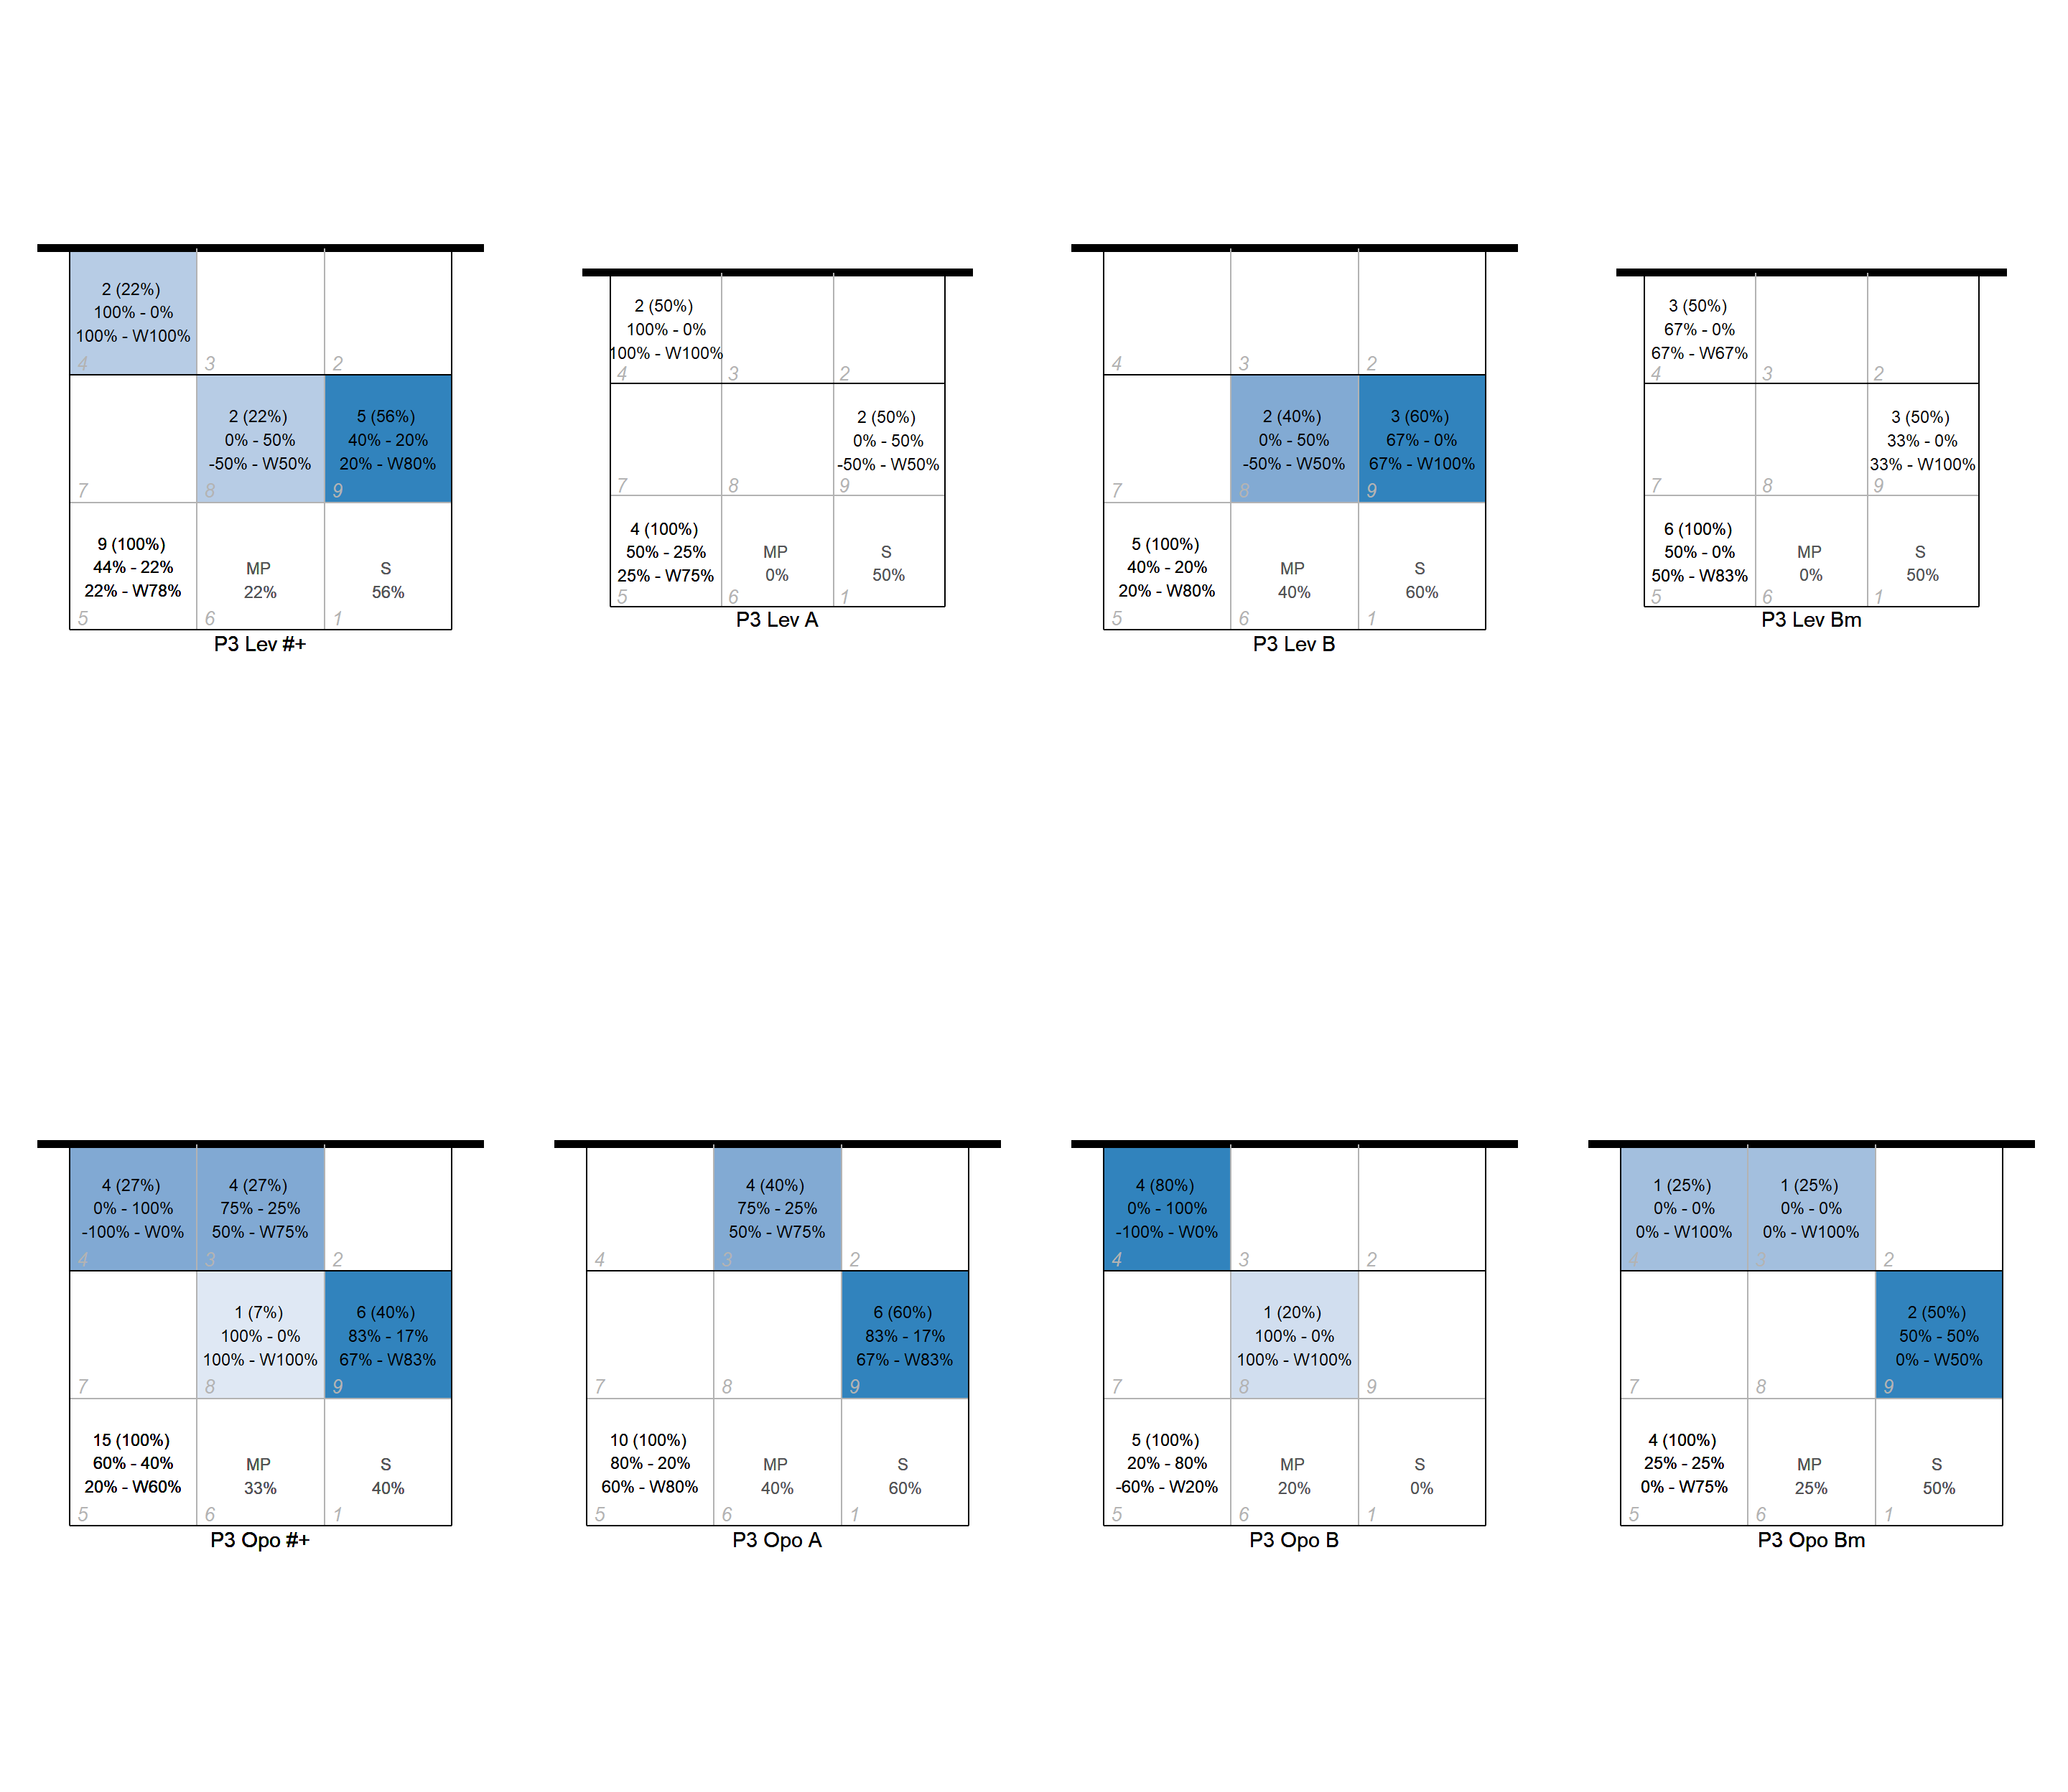 2 (22%)
100% - 0%
100% - W100%
4
3
2
7
2 (22%)
0% - 50%
-50% - W50%
8
5 (56%)
40% - 20%
20% - W80%
9
9 (100%)
44% - 22%
22% - W78%
5
MP
22%
6
S
56%
1
P3 Lev #+
2 (50%)
100% - 0%
100% - W100%
4
3
2
7
8
2 (50%)
0% - 50%
-50% - W50%
9
4 (100%)
50% - 25%
25% - W75%
5
MP
0%
6
S
50%
1
P3 Lev A
4
3
2
7
2 (40%)
0% - 50%
-50% - W50%
8
3 (60%)
67% - 0%
67% - W100%
9
5 (100%)
40% - 20%
20% - W80%
5
MP
40%
6
S
60%
1
P3 Lev B
3 (50%)
67% - 0%
67% - W67%
4
3
2
7
8
3 (50%)
33% - 0%
33% - W100%
9
6 (100%)
50% - 0%
50% - W83%
5
MP
0%
6
S
50%
1
P3 Lev Bm
4 (27%)
0% - 100%
-100% - W0%
4
4 (27%)
75% - 25%
50% - W75%
3
2
7
1 (7%)
100% - 0%
100% - W100%
8
6 (40%)
83% - 17%
67% - W83%
9
15 (100%)
60% - 40%
20% - W60%
5
MP
33%
6
S
40%
1
P3 Opo #+
4
4 (40%)
75% - 25%
50% - W75%
3
2
7
8
6 (60%)
83% - 17%
67% - W83%
9
10 (100%)
80% - 20%
60% - W80%
5
MP
40%
6
S
60%
1
P3 Opo A
4 (80%)
0% - 100%
-100% - W0%
4
3
2
7
1 (20%)
100% - 0%
100% - W100%
8
9
5 (100%)
20% - 80%
-60% - W20%
5
MP
20%
6
S
0%
1
P3 Opo B
1 (25%)
0% - 0%
0% - W100%
4
1 (25%)
0% - 0%
0% - W100%
3
2
7
8
2 (50%)
50% - 50%
0% - W50%
9
4 (100%)
25% - 25%
0% - W75%
5
MP
25%
6
S
50%
1
P3 Opo Bm